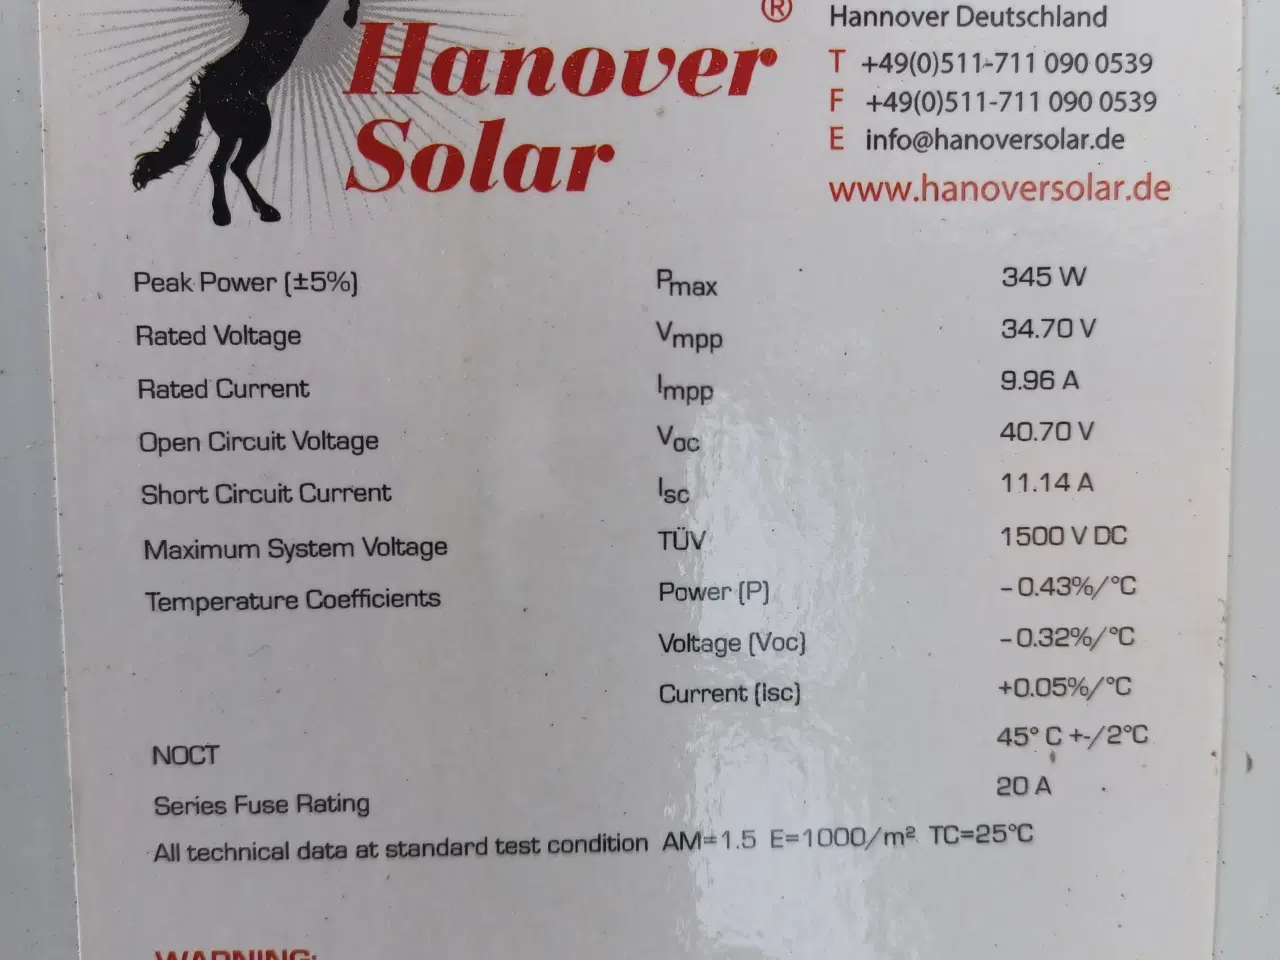 Hanover ®
Solar
Hannover Deutschland
T +49(0)511-711 090 0539
F +49(0)511-711 090 0539
E info@hanoversolar.de
www.hanoversolar.de
Peak Power (±5%) Pmax 345 W
Rated Voltage Vmpp 34.70 V
Rated Current Impp 9.96 A
Open Circuit Voltage Voc 40.70 V
Short Circuit Current Isc 11.14 A
Maximum System Voltage TÜV 1500 V DC
Temperature Coefficients Power (P) -0.43%/°C
Voltage (Voc) -0.32%/°C
Current (Isc) +0.05%/°C
NOCT 45° C +-/2°C
Series Fuse Rating 20 A
All technical data at standard test condition AM=1.5 E=1000/m² TC=25°C
WARNING: